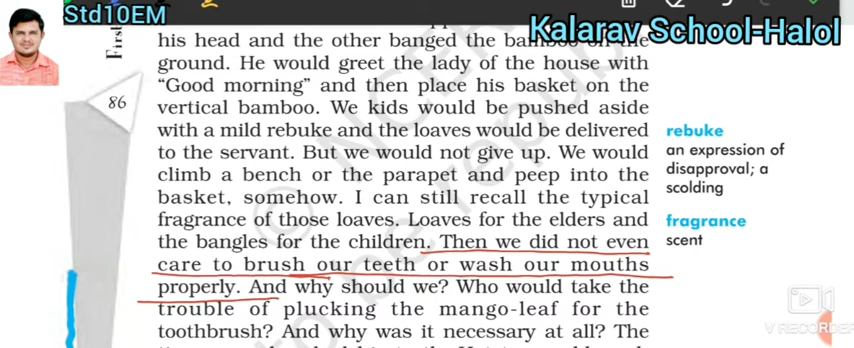 Std10EM
Kalarav School-Halol
First
his head and the other banged the bamboo on the
ground. He would greet the lady of the house with
“Good morning” and then place his basket on the
86
vertical bamboo. We kids would be pushed aside
with a mild rebuke and the loaves would be delivered
to the servant. But we would not give up. We would
climb a bench or the parapet and peep into the
basket, somehow. I can still recall the typical
fragrance of those loaves. Loaves for the elders and
the bangles for the children. Then we did not even
care to brush our teeth or wash our mouths
properly. And why should we? Who would take the
trouble of plucking the mango-leaf for the
toothbrush? And why was it necessary at all? The
rebuke
an expression of
disapproval; a
scolding
fragrance
scent
© NCERT
be repub
V RECORDER